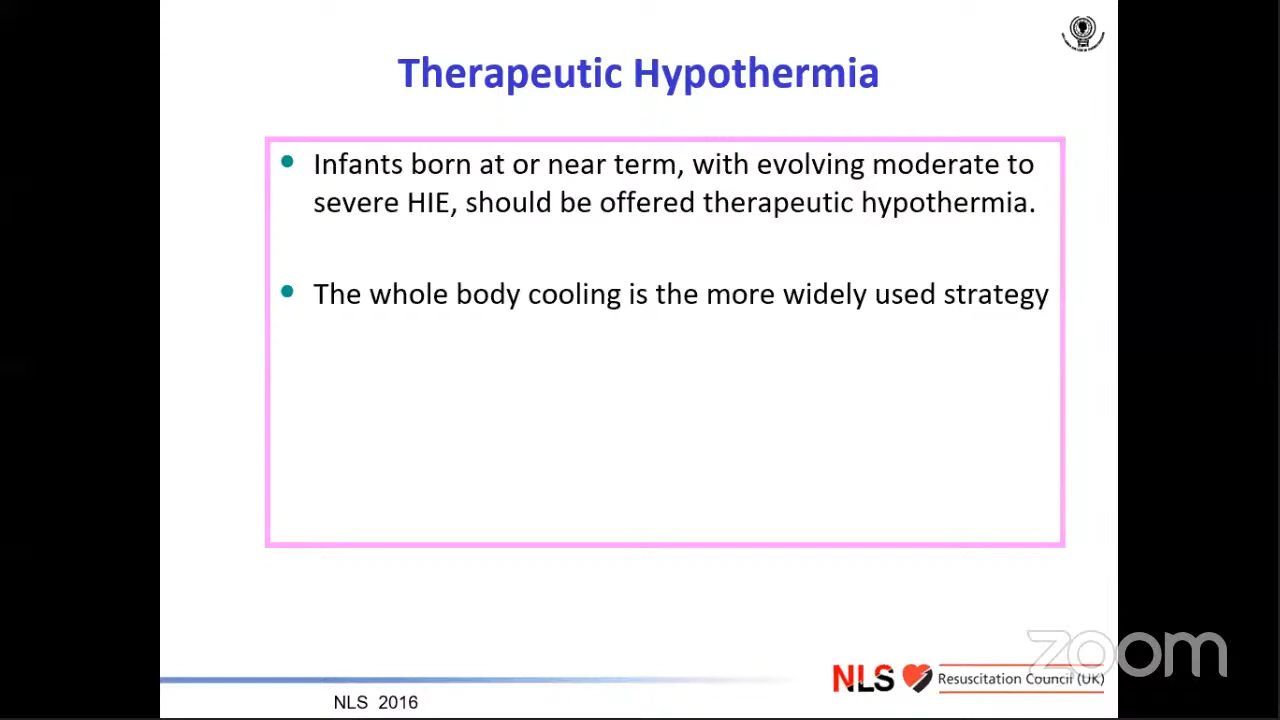 Therapeutic Hypothermia
• Infants born at or near term, with evolving moderate to
severe HIE, should be offered therapeutic hypothermia.
• The whole body cooling is the more widely used strategy
zoom
NLS Resuscitation Council (UK)
NLS 2016